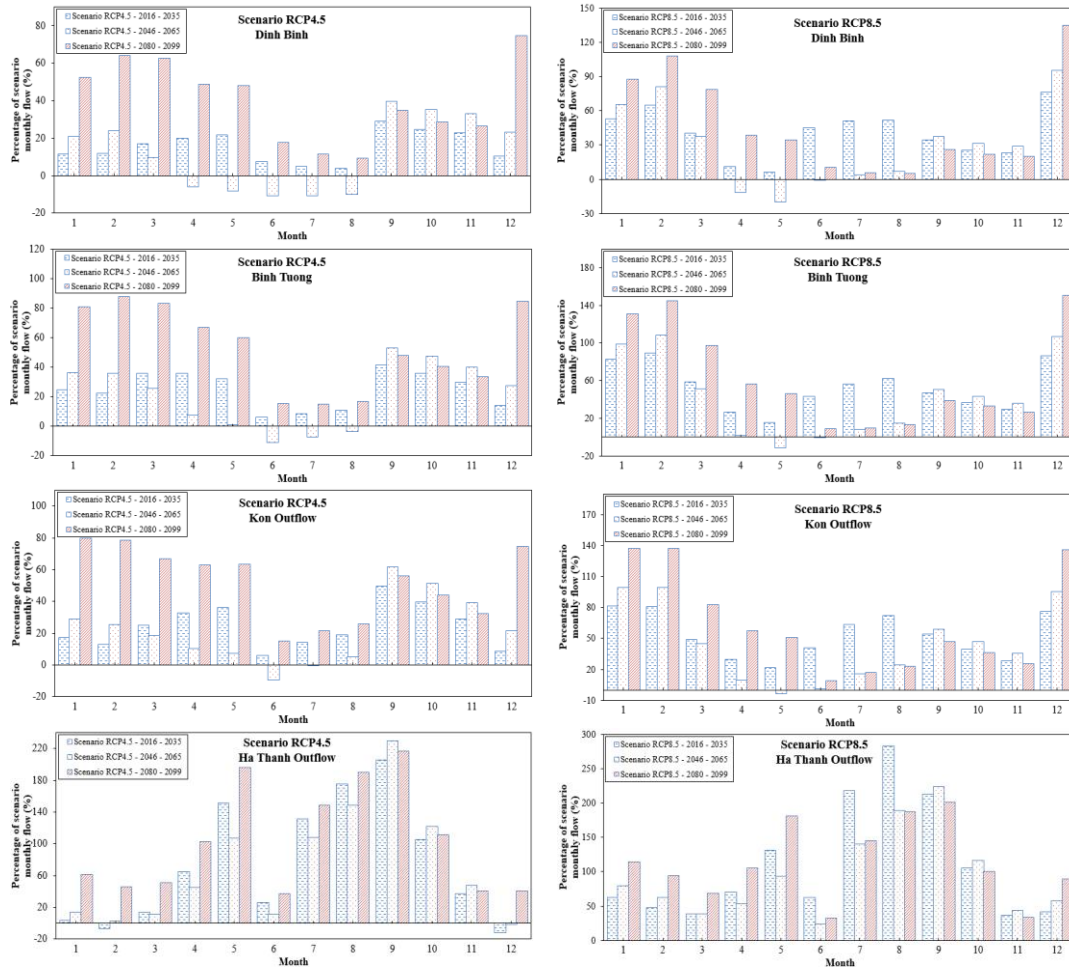 Scenario RCP4.5
Dinh Binh
Scenario RCP4.5 - 2016 - 2035
Scenario RCP4.5 - 2046 - 2065
Scenario RCP4.5 - 2080 - 2099
Percentage of scenario
monthly flow (%)
80
60
40
20
0
-20
1 2 3 4 5 6 7 8 9 10 11 12
Month
Scenario RCP8.5
Dinh Binh
Scenario RCP8.5 - 2016 - 2035
Scenario RCP8.5 - 2046 - 2065
Scenario RCP8.5 - 2080 - 2099
Percentage of scenario
monthly flow (%)
150
120
90
60
30
0
-30
1 2 3 4 5 6 7 8 9 10 11 12
Month
Scenario RCP4.5
Binh Tuong
Scenario RCP4.5 - 2016 - 2035
Scenario RCP4.5 - 2046 - 2065
Scenario RCP4.5 - 2080 - 2099
Percentage of scenario
monthly flow (%)
120
100
80
60
40
20
0
-20
1 2 3 4 5 6 7 8 9 10 11 12
Month
Scenario RCP8.5
Binh Tuong
Scenario RCP8.5 - 2016 - 2035
Scenario RCP8.5 - 2046 - 2065
Scenario RCP8.5 - 2080 - 2099
Percentage of scenario
monthly flow (%)
180
140
100
60
20
-20
1 2 3 4 5 6 7 8 9 10 11 12
Month
Scenario RCP4.5
Kon Outflow
Scenario RCP4.5 - 2016 - 2035
Scenario RCP4.5 - 2046 - 2065
Scenario RCP4.5 - 2080 - 2099
Percentage of scenario
monthly flow (%)
100
80
60
40
20
0
-20
1 2 3 4 5 6 7 8 9 10 11 12
Month
Scenario RCP8.5
Kon Outflow
Scenario RCP8.5 - 2016 - 2035
Scenario RCP8.5 - 2046 - 2065
Scenario RCP8.5 - 2080 - 2099
Percentage of scenario
monthly flow (%)
170
140
110
80
50
20
-10
1 2 3 4 5 6 7 8 9 10 11 12
Month
Scenario RCP4.5
Ha Thanh Outflow
Scenario RCP4.5 - 2016 - 2035
Scenario RCP4.5 - 2046 - 2065
Scenario RCP4.5 - 2080 - 2099
Percentage of scenario
monthly flow (%)
220
180
140
100
60
20
-20
1 2 3 4 5 6 7 8 9 10 11 12
Month
Scenario RCP8.5
Ha Thanh Outflow
Scenario RCP8.5 - 2016 - 2035
Scenario RCP8.5 - 2046 - 2065
Scenario RCP8.5 - 2080 - 2099
Percentage of scenario
monthly flow (%)
300
250
200
150
100
50
0
1 2 3 4 5 6 7 8 9 10 11 12
Month